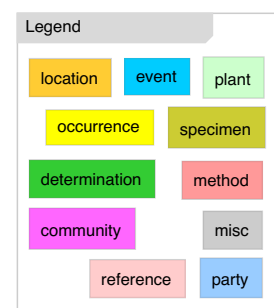 Legend
location event plant
occurrence specimen
determination method
community misc
reference party